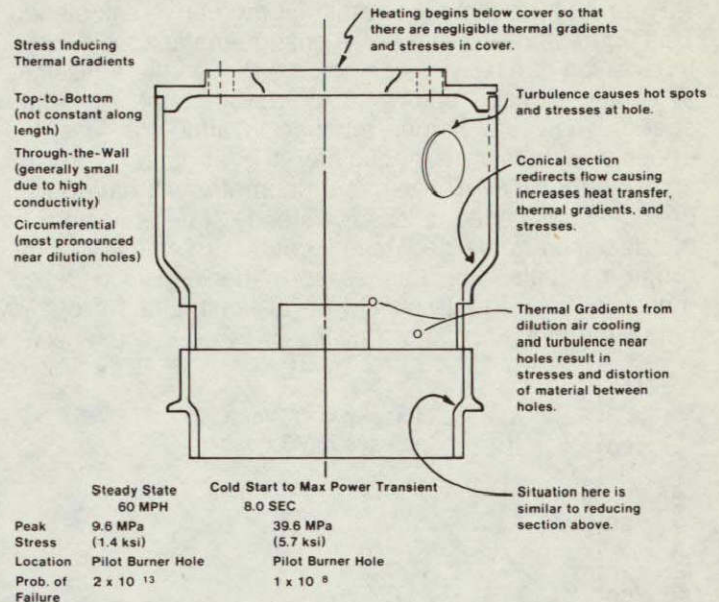 Heating begins below cover so that
there are negligible thermal gradients
and stresses in cover.
Stress Inducing
Thermal Gradients
Top-to-Bottom
(not constant along
length)
Through-the-Wall
(generally small
due to high
conductivity)
Circumferential
(most pronounced
near dilution holes)
Turbulence causes hot spots
and stresses at hole.
Conical section
redirects flow causing
increases heat transfer,
thermal gradients, and
stresses.
Thermal Gradients from
dilution air cooling
and turbulence near
holes result in
stresses and distortion
of material between
holes.
Situation here is
similar to reducing
section above.
Steady State Cold Start to Max Power Transient
60 MPH 8.0 SEC
Peak 9.6 MPa 39.6 MPa
Stress (1.4 ksi) (5.7 ksi)
Location Pilot Burner Hole Pilot Burner Hole
Prob. of 2 x 10 13 1 x 10 8
Failure